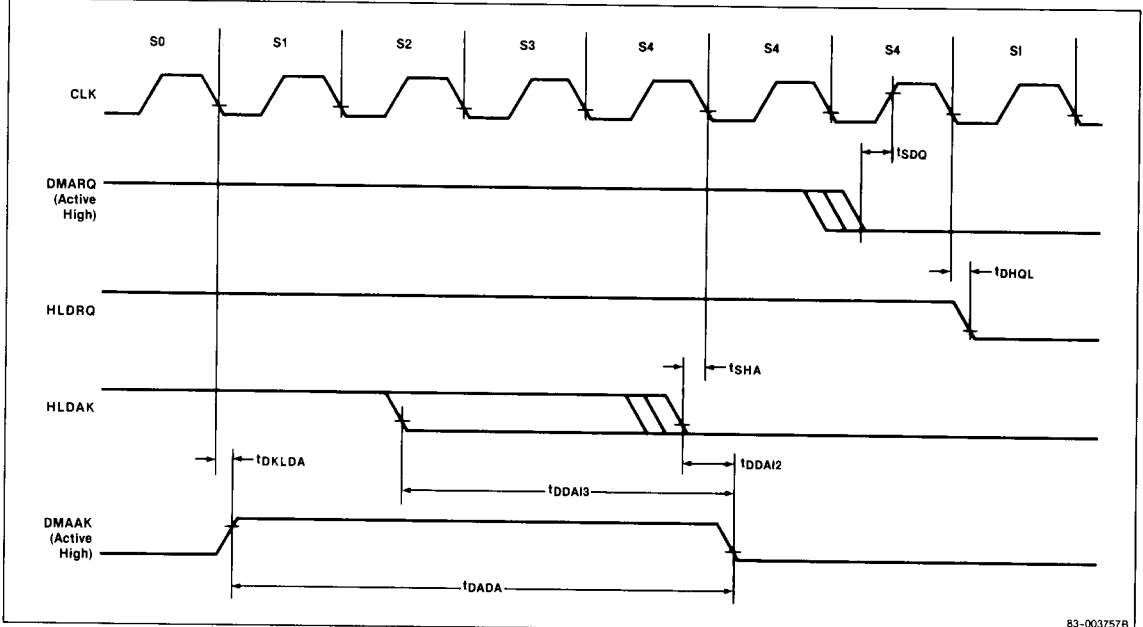 S0 S1 S2 S3 S4 S4 S4 SI
CLK
tSDQ
DMARQ
(Active
High)
tDHQL
HLDRQ
tSHA
HLDAK
tDKLDA
tDDAI2
tDDAI3
DMAAK
(Active
High)
tDADA
83-003757B